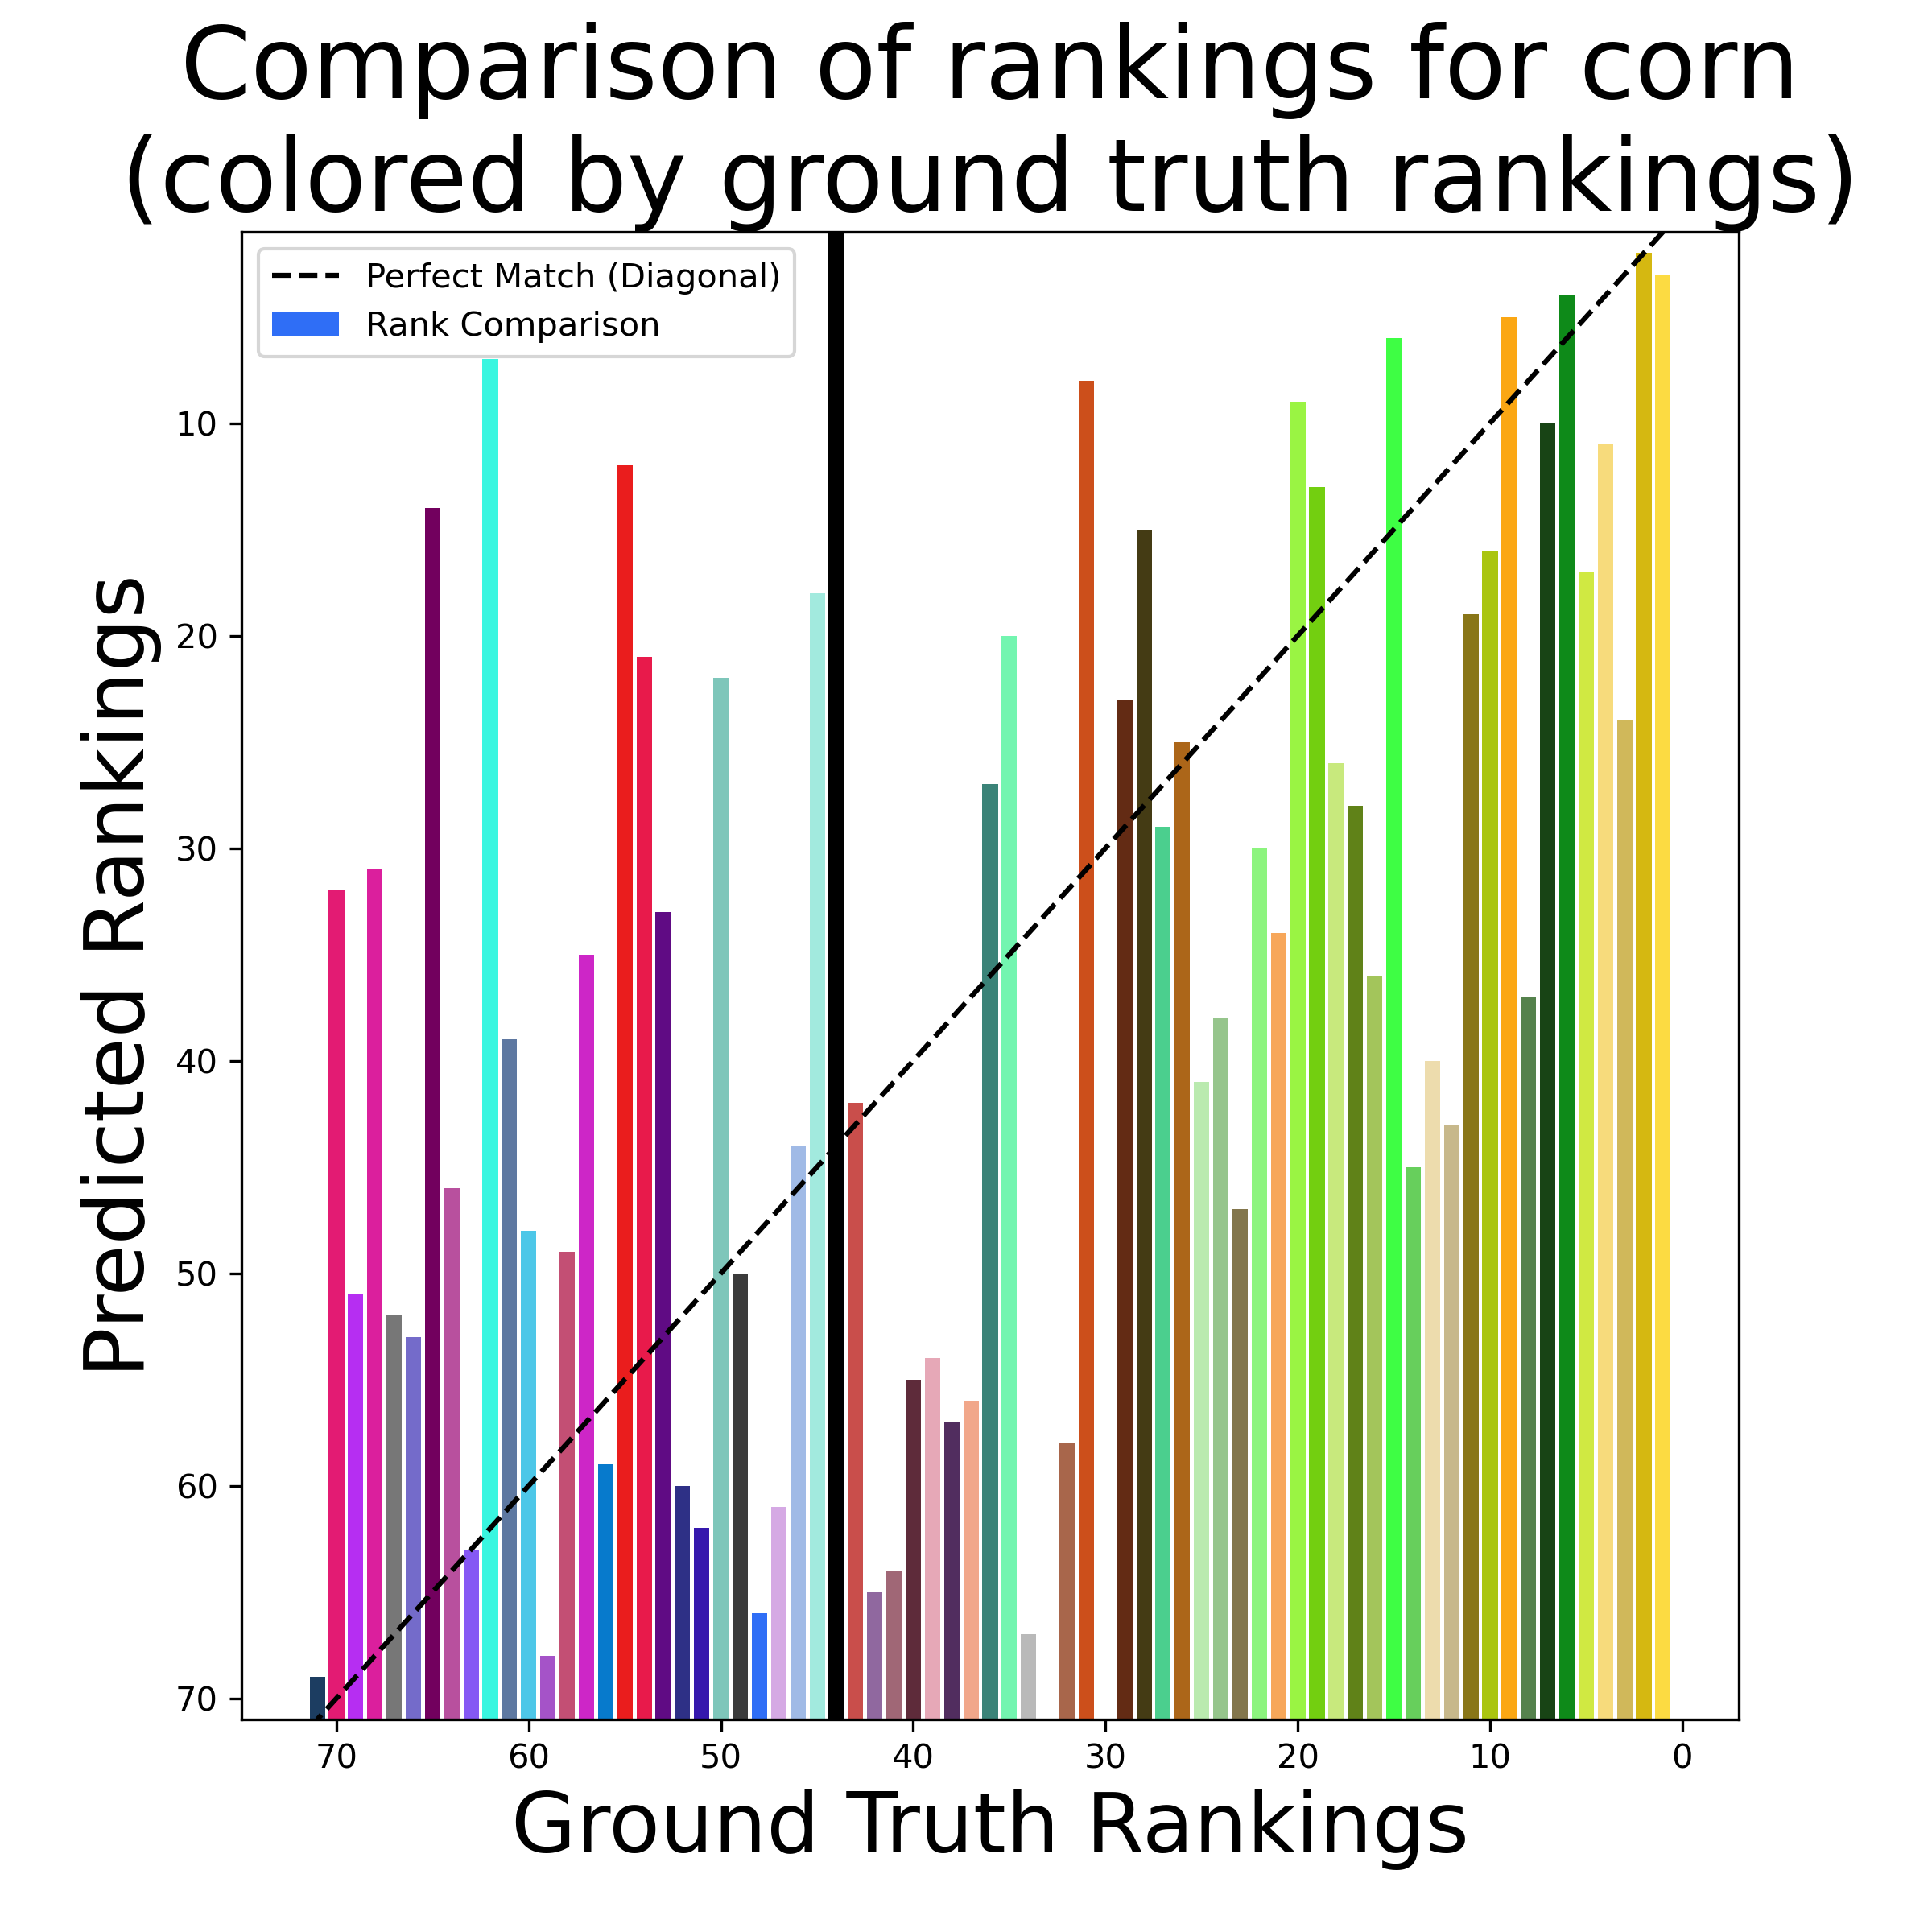 Comparison of rankings for corn
(colored by ground truth rankings)
Perfect Match (Diagonal)
Rank Comparison
Predicted Rankings
10
20
30
40
50
60
70
70 60 50 40 30 20 10 0
Ground Truth Rankings